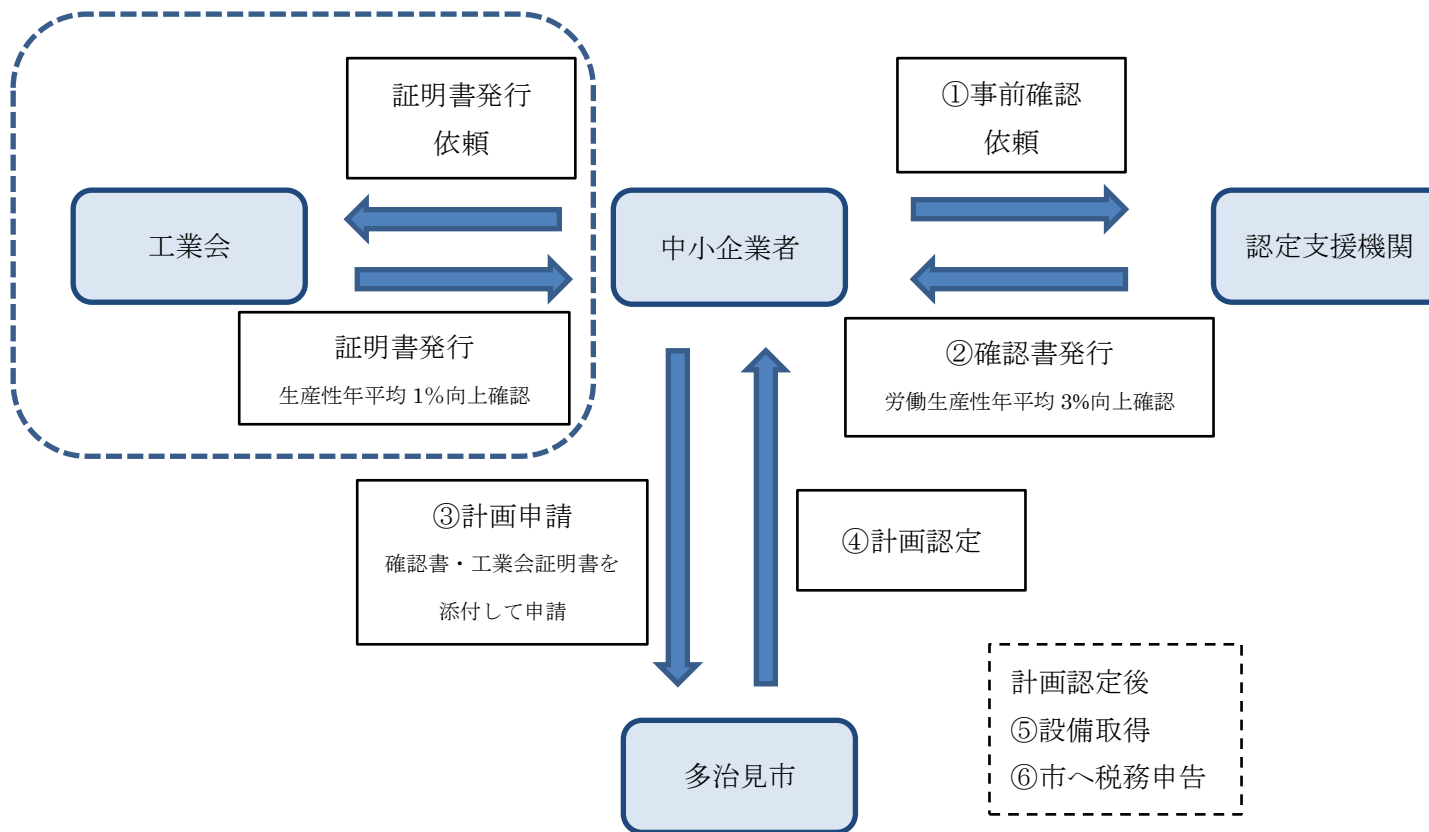 証明書発行
依頼
①事前確認
依頼
工業会
中小企業者
認定支援機関
証明書発行
生産性年平均 1%向上確認
②確認書発行
労働生産性年平均 3%向上確認
③計画申請
確認書・工業会証明書を
添付して申請
④計画認定
計画認定後
⑤設備取得
⑥市へ税務申告
多治見市